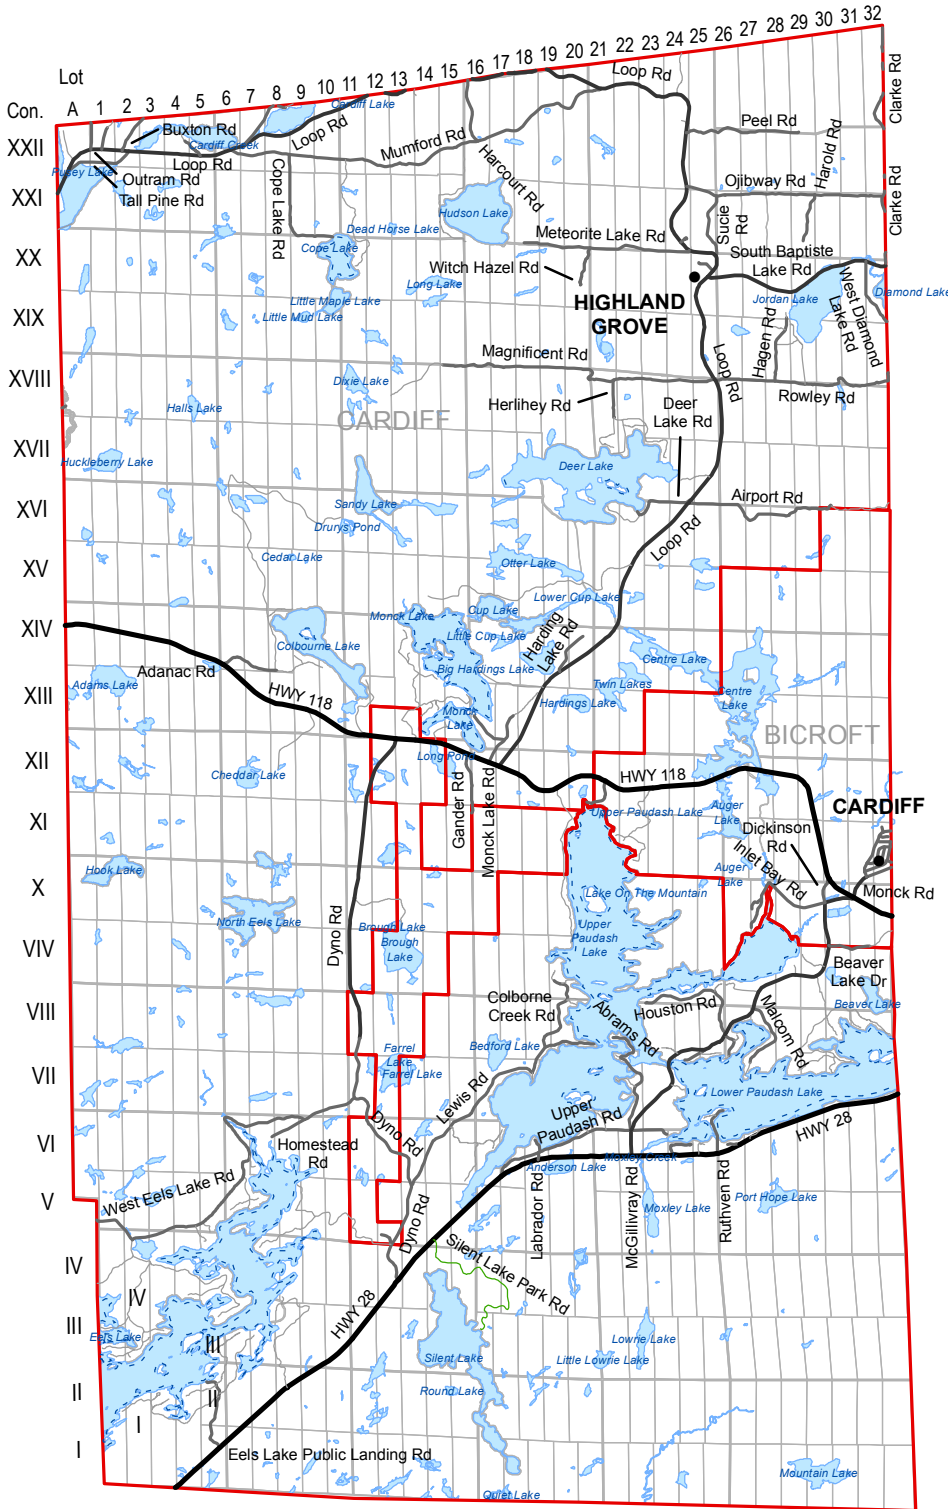 Lot
Con.
A 1 2 3 4 5 6 7 8 9 10 11 12 13 14 15 16 17 18 19 20 21 22 23 24 25 26 27 28 29 30 31 32
Loop Rd
Clarke Rd
Cardiff Lake
XXII
Buxton Rd
Cardiff Creek
Loop Rd
Mumford Rd
Peel Rd
Harold Rd
Loop Rd
Pusey Lake
Outram Rd
Tall Pine Rd
XXI
Cope Lake Rd
Harcourt Rd
Ojibway Rd
Clarke Rd
Hudson Lake
Sucie
Rd
Dead Horse Lake
Meteorite Lake Rd
XX
Cope Lake
Witch Hazel Rd
South Baptiste
Lake Rd
Long Lake
Little Maple Lake
HIGHLAND
GROVE
Jordan Lake
West Diamond
Lake Rd
Diamond Lake
XIX
Little Mud Lake
Hagen Rd
Magnificent Rd
Loop Rd
XVIII
Dixie Lake
Rowley Rd
Halls Lake
CARDIFF
Herlihey Rd
Deer
Lake Rd
XVII
Huckleberry Lake
Deer Lake
XVI
Sandy Lake
Airport Rd
Drurys Pond
Loop Rd
Cedar Lake
Otter Lake
XV
Lower Cup Lake
Cup Lake
Monck Lake
XIV
Little Cup Lake
Harding
Lake Rd
Colbourne Lake
Adanac Rd
Big Hardings Lake
Centre Lake
Adams Lake
Twin Lakes
XIII
HWY 118
Hardings Lake
Centre
Lake
Monck
Lake
BICROFT
XII
Long Pond
Cheddar Lake
HWY 118
Gander Rd
Monck Lake Rd
Upper Paudash Lake
Auger
Lake
CARDIFF
XI
Dickinson
Rd
Hook Lake
Auger
Lake
Inlet Bay Rd
X
Lake On The Mountain
Monck Rd
North Eels Lake
Brough Lake
Brough
Lake
Upper
Paudash
Lake
Dyno Rd
VIV
Beaver
Lake Dr
Colborne
Creek Rd
Beaver Lake
VIII
Abrams Rd
Houston Rd
Malcom Rd
Farrel
Lake
Farrel Lake
Bedford Lake
VII
Lewis Rd
Lower Paudash Lake
Upper
Paudash Rd
Dyno Rd
HWY 28
VI
Homestead
Rd
Moxley Creek
Anderson Lake
West Eels Lake Rd
V
Dyno Rd
Labrador Rd
McGillivray Rd
Moxley Lake
Ruthven Rd
Port Hope Lake
Silent Lake Park Rd
IV
IV
HWY 28
III
Eels Lake
III
Lowrie Lake
Silent Lake
Little Lowrie Lake
II
II
Round Lake
I
I
Eels Lake Public Landing Rd
Mountain Lake
Quiet Lake